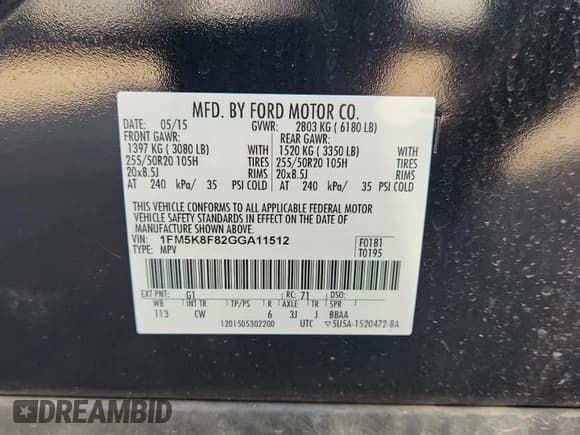 MFD. BY FORD MOTOR CO.
DATE: 05/15 GVWR: 2803 KG ( 6180 LB)
FRONT GAWR: REAR GAWR:
1397 KG ( 3080 LB) WITH 1520 KG ( 3350 LB) WITH
255/50R20 105H TIRES 255/50R20 105H TIRES
20x8.5J RIMS 20x8.5J RIMS
AT 240 kPa/ 35 PSI COLD AT 240 kPa/ 35 PSI COLD
THIS VEHICLE CONFORMS TO ALL APPLICABLE FEDERAL MOTOR
VEHICLE SAFETY STANDARDS IN EFFECT ON THE DATE OF
MANUFACTURE SHOWN ABOVE.
VIN: 1FM5K8F82GGA11512 F0181
TYPE: MPV T0195
EXT PNT: G1 RC: 71 DSO:
WB INT TR TP/PS R AXLE TR SPR
113 CW 6 3J J BBAA
1201505302200 UTC ▽5U5A-1520472-BA
DREAMBID